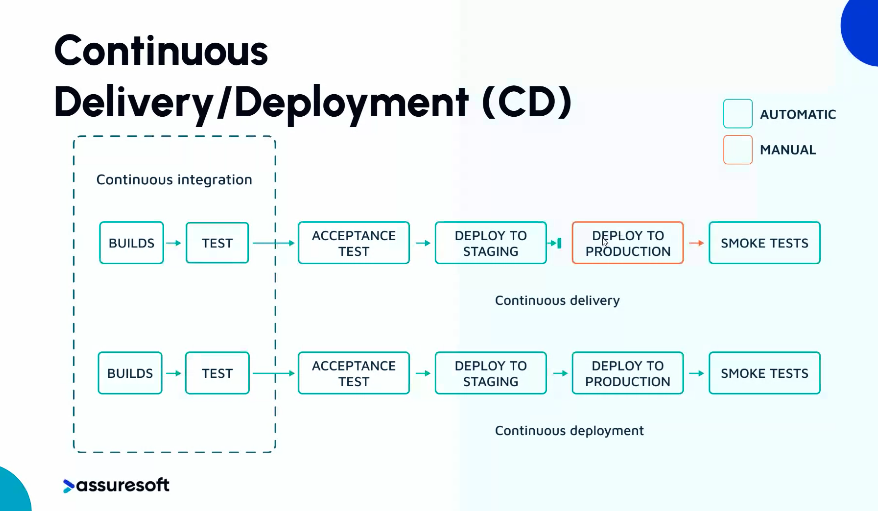 Continuous
Delivery/Deployment (CD)
AUTOMATIC
MANUAL
Continuous integration
BUILDS
TEST
ACCEPTANCE
TEST
DEPLOY TO
STAGING
DEPLOY TO
PRODUCTION
SMOKE TESTS
Continuous delivery
BUILDS
TEST
ACCEPTANCE
TEST
DEPLOY TO
STAGING
DEPLOY TO
PRODUCTION
SMOKE TESTS
Continuous deployment
assuresoft